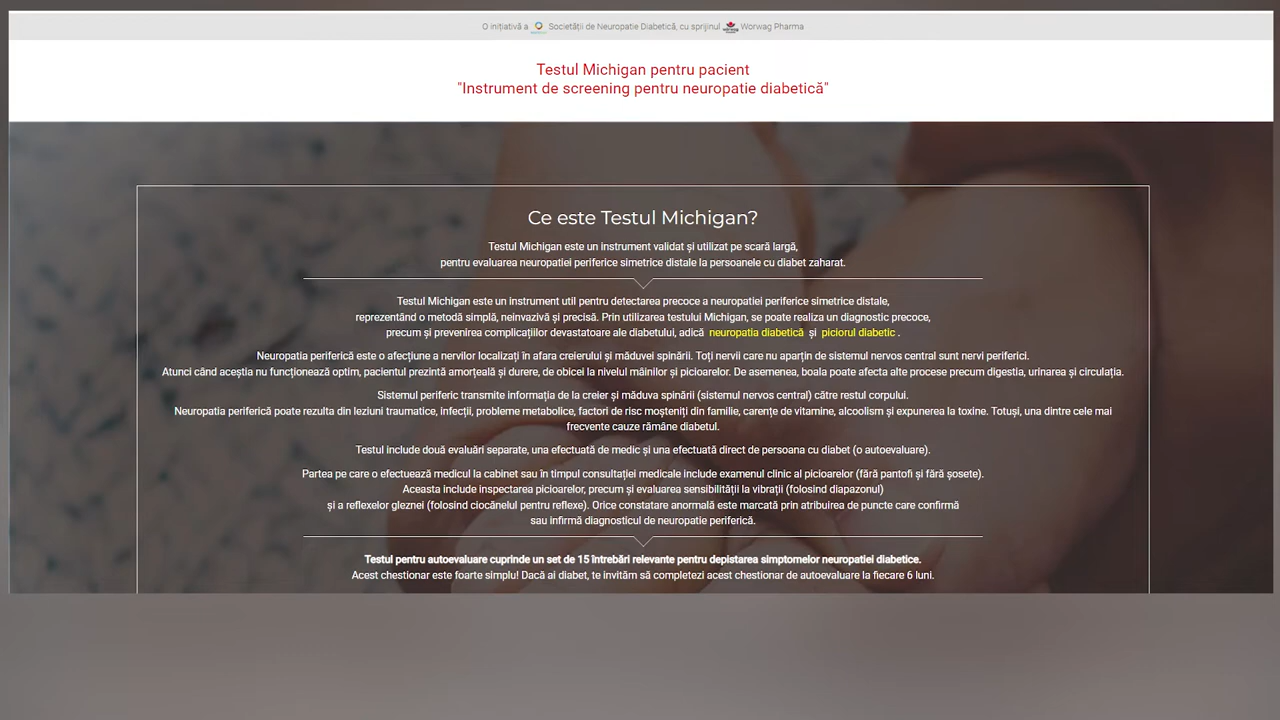 O inițiativă a Societății de Neuropatie Diabetică, cu sprijinul Worwag Pharma
Testul Michigan pentru pacient
"Instrument de screening pentru neuropatie diabetică"
Ce este Testul Michigan?
Testul Michigan este un instrument validat și utilizat pe scară largă,
pentru evaluarea neuropatiei periferice simetrice distale la persoanele cu diabet zaharat.
Testul Michigan este un instrument util pentru detectarea precoce a neuropatiei periferice simetrice distale,
reprezentând o metodă simplă, neinvazivă și precisă. Prin utilizarea testului Michigan, se poate realiza un diagnostic precoce,
precum și prevenirea complicațiilor devastatoare ale diabetului, adică neuropatia diabetică și piciorul diabetic .
Neuropatia periferică este o afecțiune a nervilor localizați în afara creierului și măduvei spinării. Toți nervii care nu aparțin de sistemul nervos central sunt nervi periferici.
Atunci când aceștia nu funcționează optim, pacientul prezintă amorțeală și durere, de obicei la nivelul mâinilor și picioarelor. De asemenea, boala poate afecta alte procese precum digestia, urinarea și circulația.
Sistemul periferic transmite informația de la creier și măduva spinării (sistemul nervos central) către restul corpului.
Neuropatia periferică poate rezulta din leziuni traumatice, infecții, probleme metabolice, factori de risc moșteniți din familie, carențe de vitamine, alcoolism și expunerea la toxine. Totuși, una dintre cele mai
frecvente cauze rămâne diabetul.
Testul include două evaluări separate, una efectuată de medic și una efectuată direct de persoana cu diabet (o autoevaluare).
Partea pe care o efectuează medicul la cabinet sau în timpul consultației medicale include examenul clinic al picioarelor (fără pantofi și fără șosete).
Aceasta include inspectarea picioarelor, precum și evaluarea sensibilității la vibrații (folosind diapazonul)
și a reflexelor gleznei (folosind ciocănelul pentru reflexe). Orice constatare anormală este marcată prin atribuirea de puncte care confirmă
sau infirmă diagnosticul de neuropatie periferică.
Testul pentru autoevaluare cuprinde un set de 15 întrebări relevante pentru depistarea simptomelor neuropatiei diabetice.
Acest chestionar este foarte simplu! Dacă ai diabet, te invităm să completezi acest chestionar de autoevaluare la fiecare 6 luni.